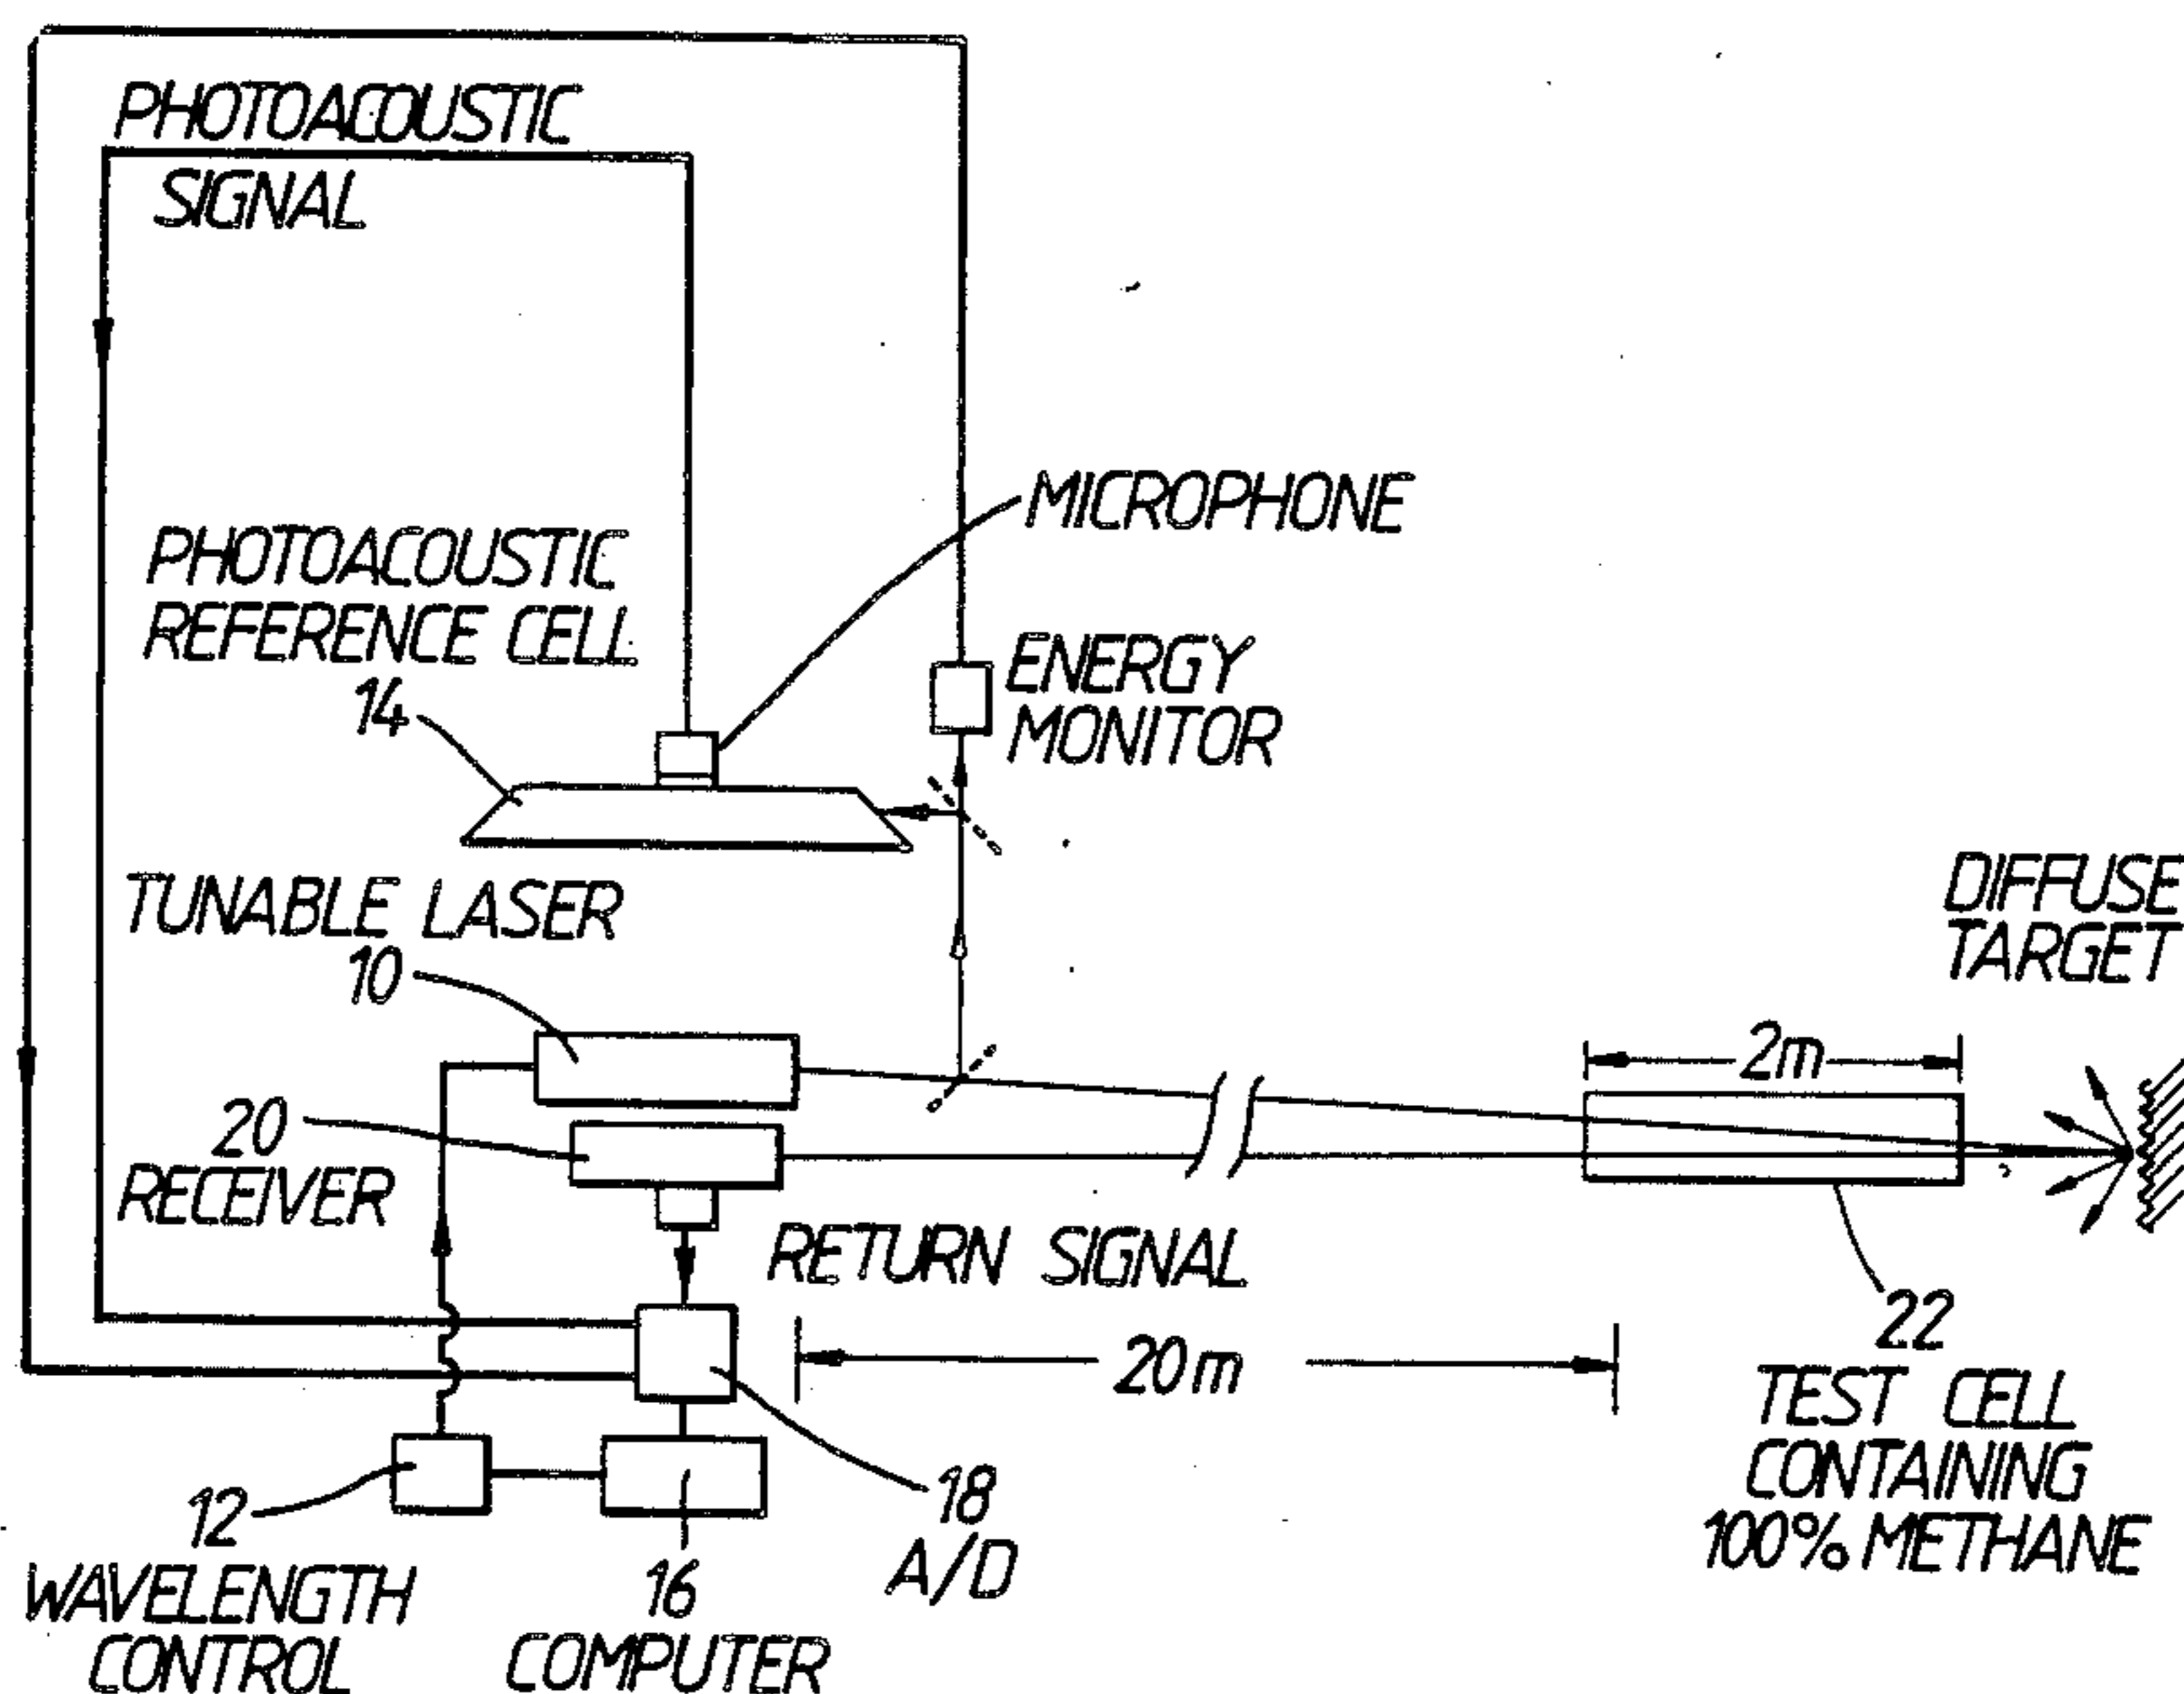 PHOTOACOUSTIC
SIGNAL
MICROPHONE
PHOTOACOUSTIC
REFERENCE CELL
14
ENERGY
MONITOR
TUNABLE LASER
10
DIFFUSE
TARGET
2m
20
RECEIVER
RETURN SIGNAL
20m
22
TEST CELL
CONTAINING
100% METHANE
12
WAVELENGTH
CONTROL
16
COMPUTER
18
A/D